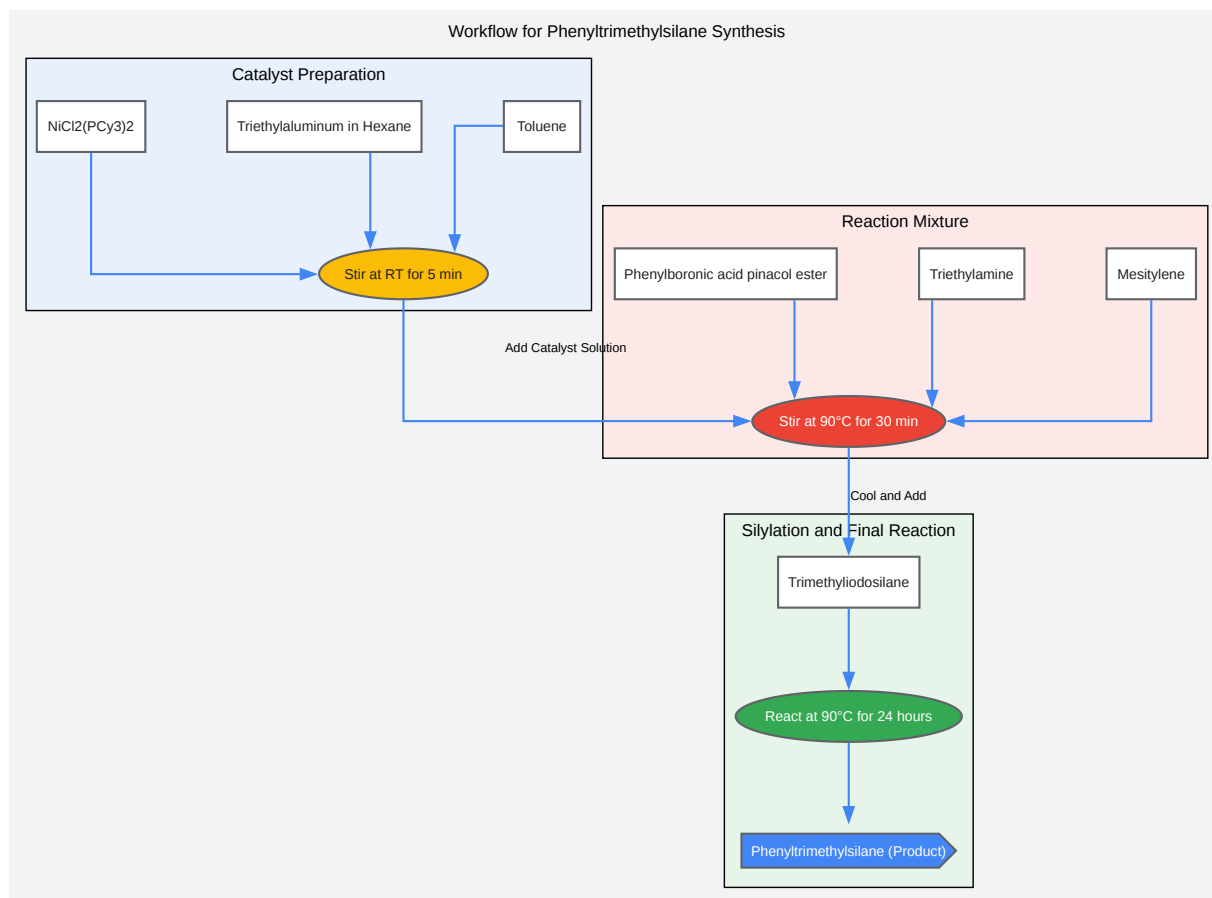 Workflow for Phenyltrimethylsilane Synthesis
Catalyst Preparation
NiCl2(PCy3)2
Triethylaluminum in Hexane
Toluene
Stir at RT for 5 min
Reaction Mixture
Phenylboronic acid pinacol ester
Triethylamine
Mesitylene
Add Catalyst Solution
Stir at 90°C for 30 min
Cool and Add
Silylation and Final Reaction
Trimethyliodosilane
React at 90°C for 24 hours
Phenyltrimethylsilane (Product)